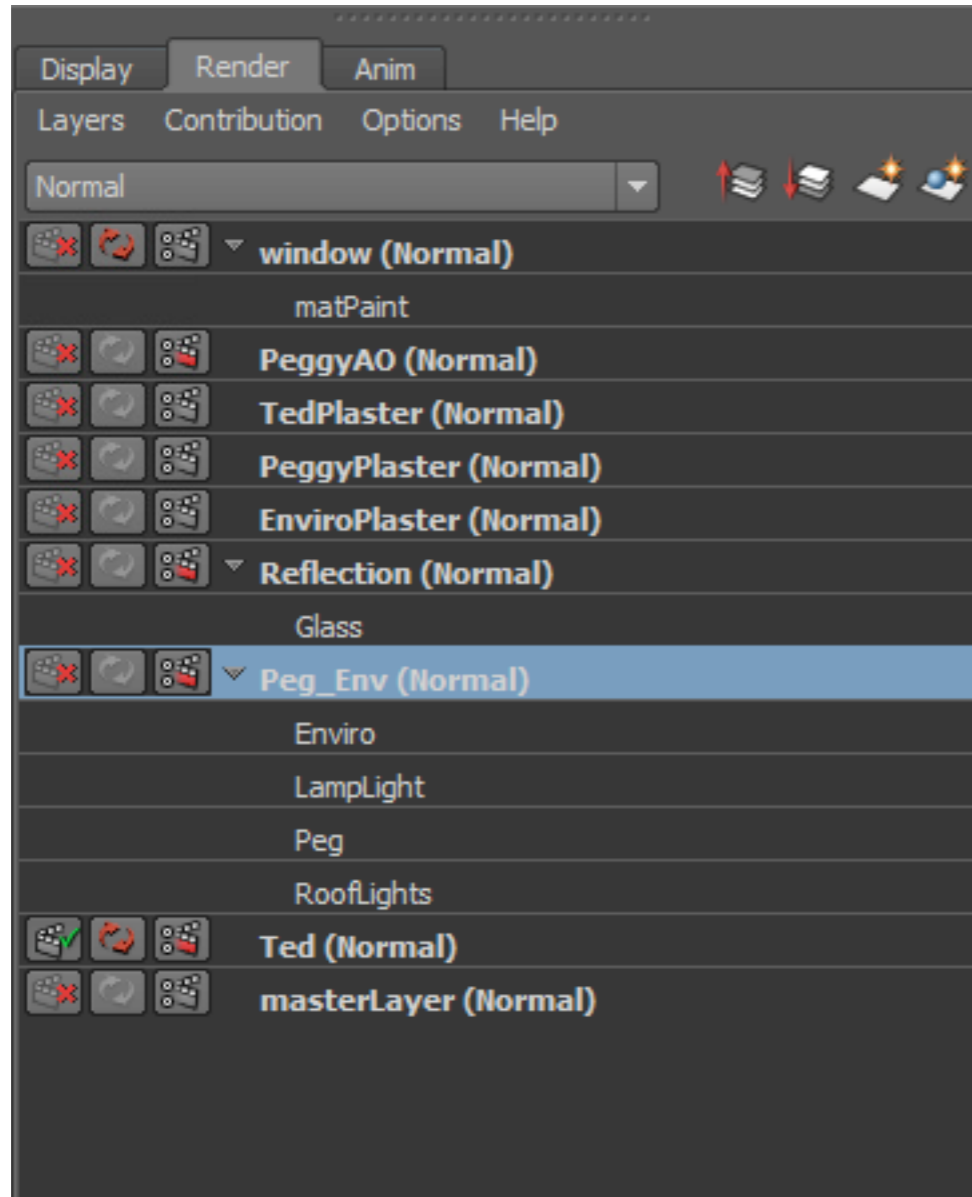 Display Render Anim
Layers Contribution Options Help
Normal
window (Normal)
matPaint
PeggyAO (Normal)
TedPlaster (Normal)
PeggyPlaster (Normal)
EnviroPlaster (Normal)
Reflection (Normal)
Glass
Peg_Env (Normal)
Enviro
LampLight
Peg
RoofLights
Ted (Normal)
masterLayer (Normal)